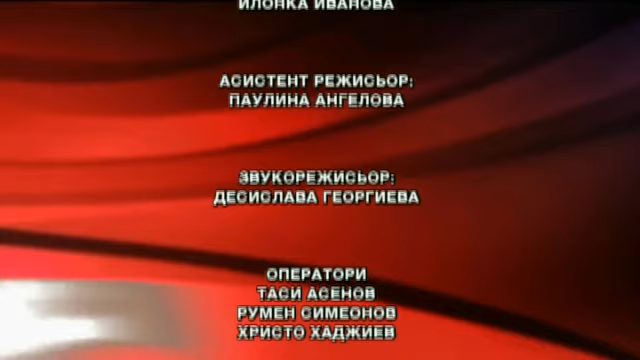 ИЛОНКА ИВАНОВА
АСИСТЕНТ РЕЖИСЬОР:
ПАУЛИНА АНГЕЛОВА
ЗВУКОРЕЖИСЬОР:
ДЕСИСЛАВА ГЕОРГИЕВА
ОПЕРАТОРИ
ТАСИ АСЕНОВ
РУМЕН СИМЕОНОВ
ХРИСТО ХАДЖИЕВ